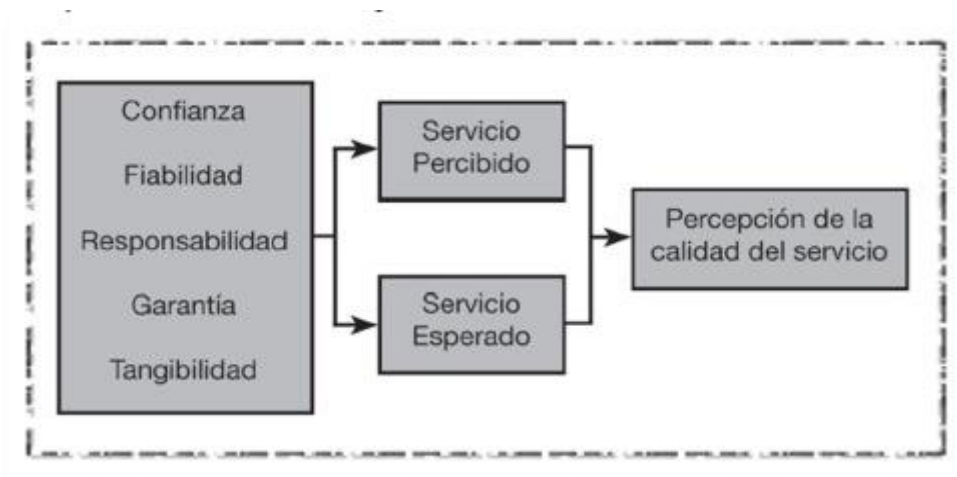 Confianza
Fiabilidad
Responsabilidad
Garantía
Tangibilidad
Servicio
Percibido
Servicio
Esperado
Percepción de la
calidad del servicio